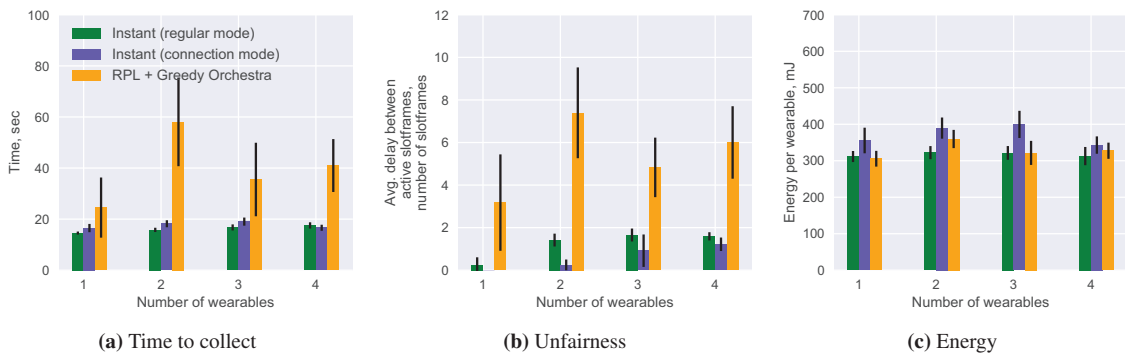 100
80
60
40
20
0
Time, sec
Instant (regular mode)
Instant (connection mode)
RPL + Greedy Orchestra
1 2 3 4
Number of wearables
(a) Time to collect
12
10
8
6
4
2
0
Avg. delay between
active slotframes,
number of slotframes
1 2 3 4
Number of wearables
(b) Unfairness
700
600
500
400
300
200
100
0
Energy per wearable, mJ
1 2 3 4
Number of wearables
(c) Energy